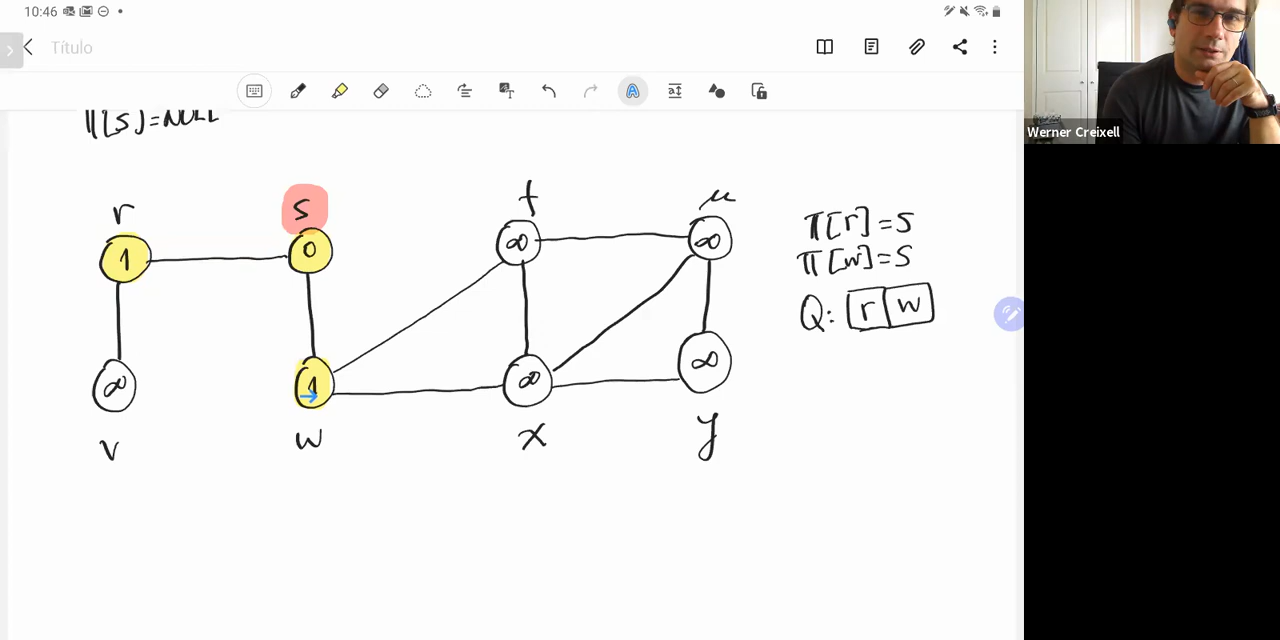 10:46
Título
π[s]=NULL
r s t u
1 0 ∞ ∞
∞ 1 ∞ ∞
v w x y
π[r]=s
π[w]=s
Q: r w
Werner Creixell